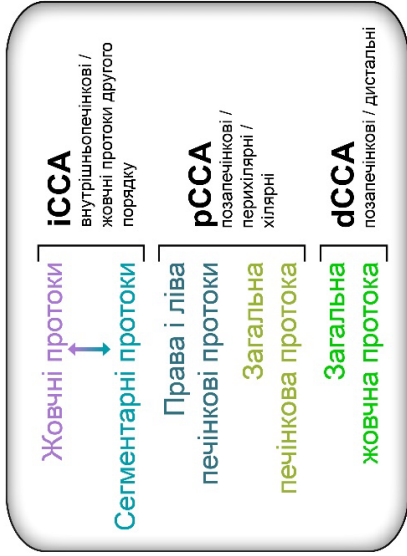 Жовчні протоки
Сегментарні протоки
iCCA
внутрішньопечінкові /
жовчні протоки другого
порядку
Права і ліва
печінкові протоки
Загальна
печінкова протока
pCCA
позапечінкові /
перихілярні /
хілярні
Загальна
жовчна протока
dCCA
позапечінкові / дистальні